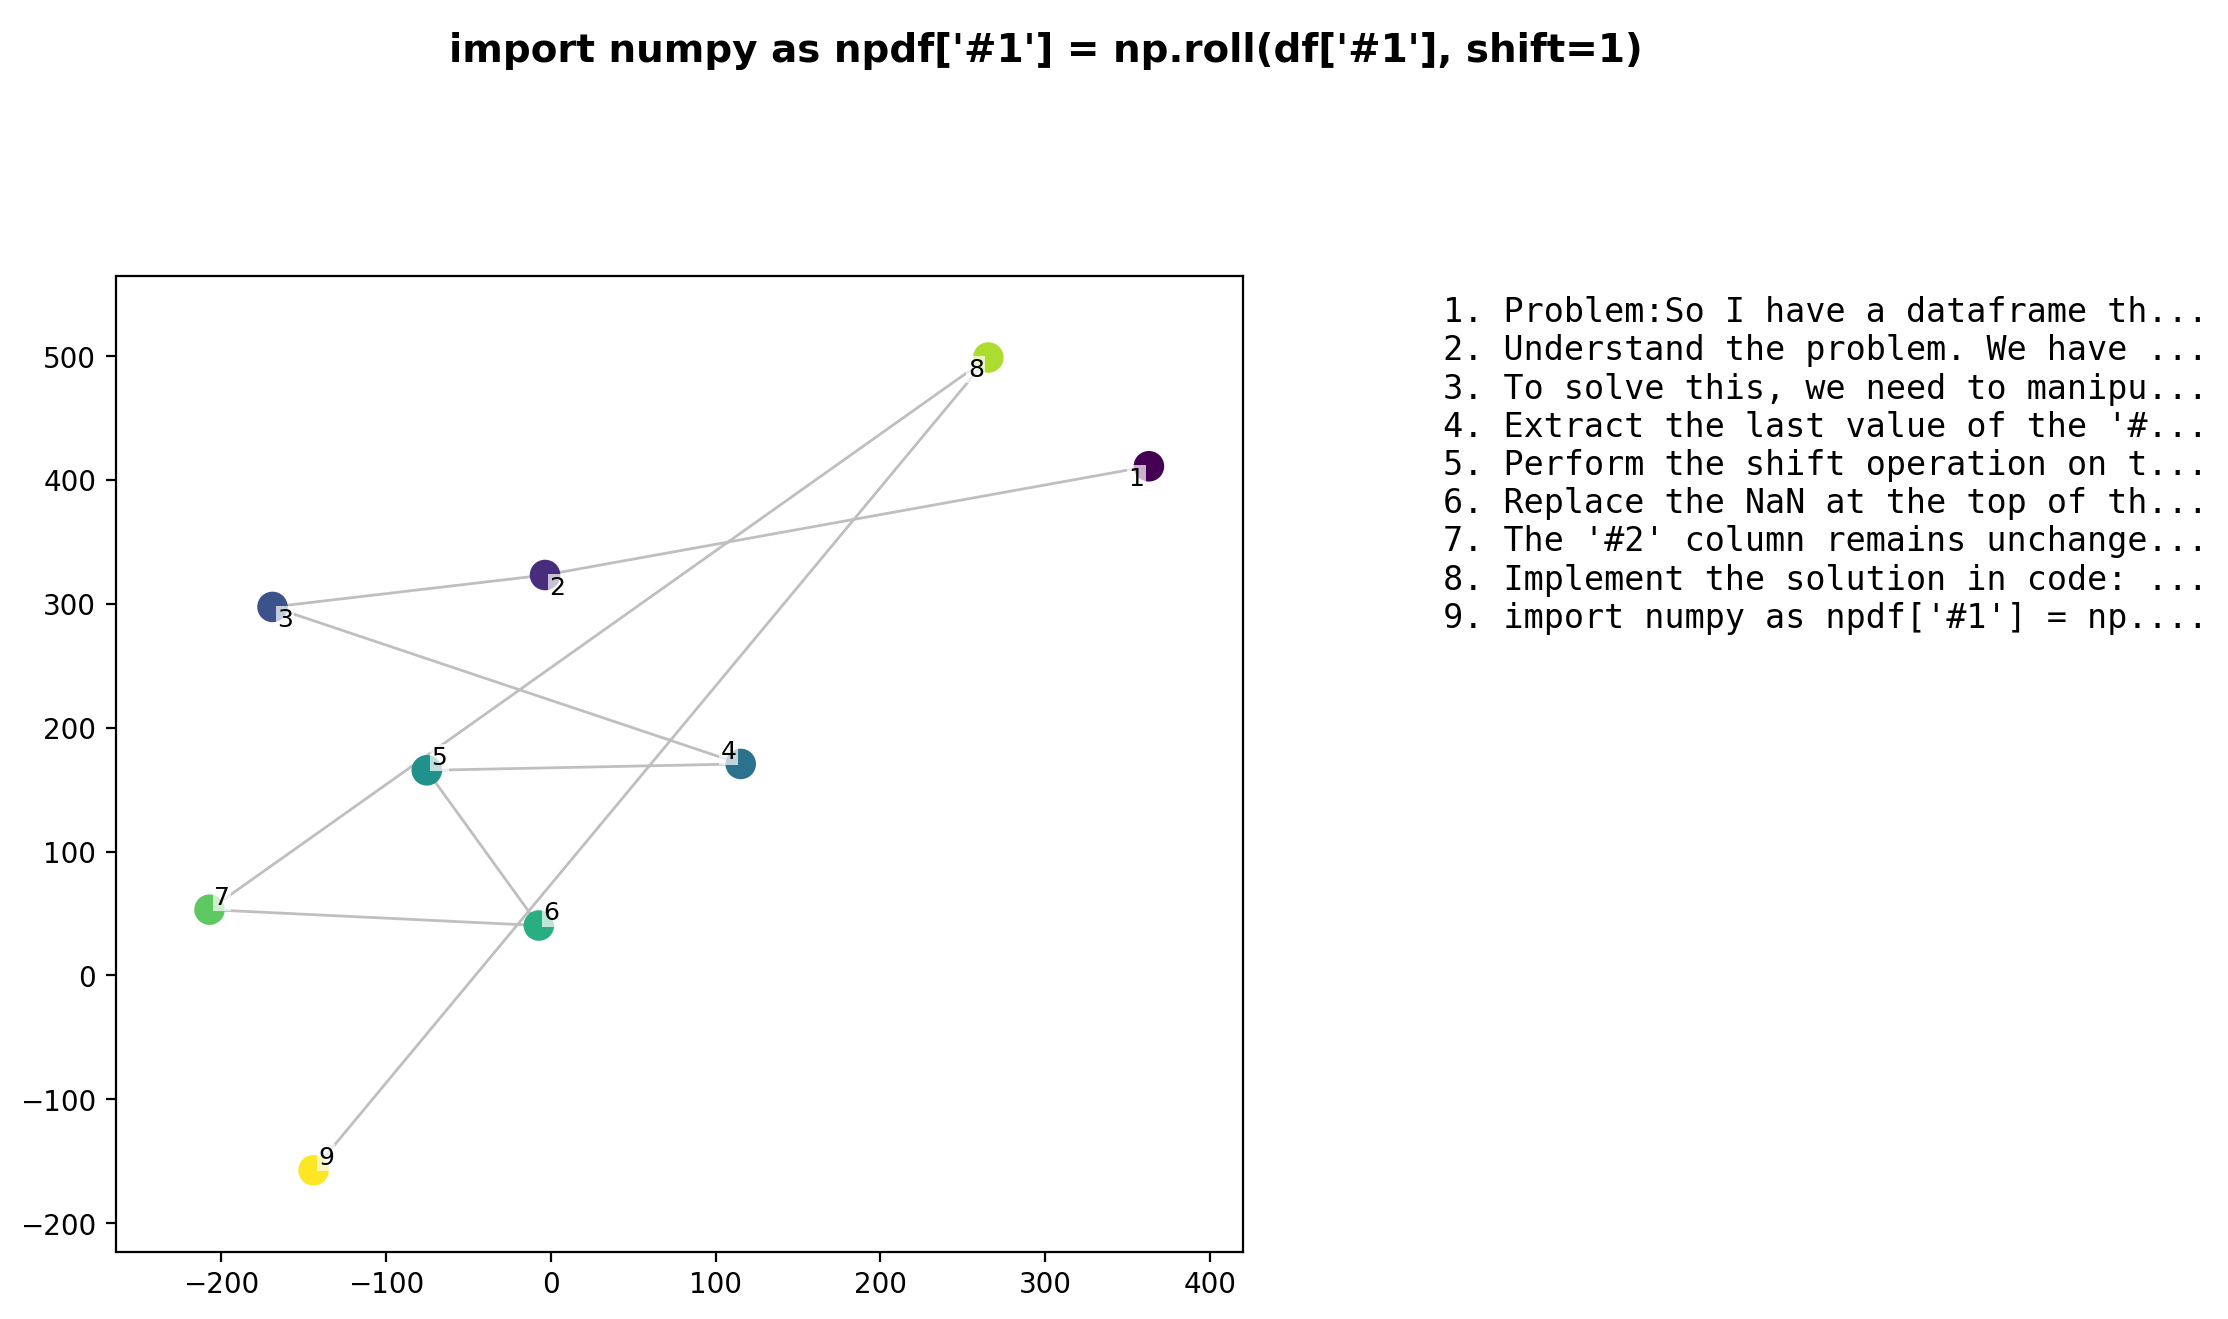 import numpy as npdf['#1'] = np.roll(df['#1'], shift=1)
500
400
300
200
100
0
−100
−200
−200
−100
0
100
200
300
400
8
1
2
3
4
5
6
7
9
1. Problem:So I have a dataframe th...
2. Understand the problem. We have ...
3. To solve this, we need to manipu...
4. Extract the last value of the '#...
5. Perform the shift operation on t...
6. Replace the NaN at the top of th...
7. The '#2' column remains unchange...
8. Implement the solution in code: ...
9. import numpy as npdf['#1'] = np....